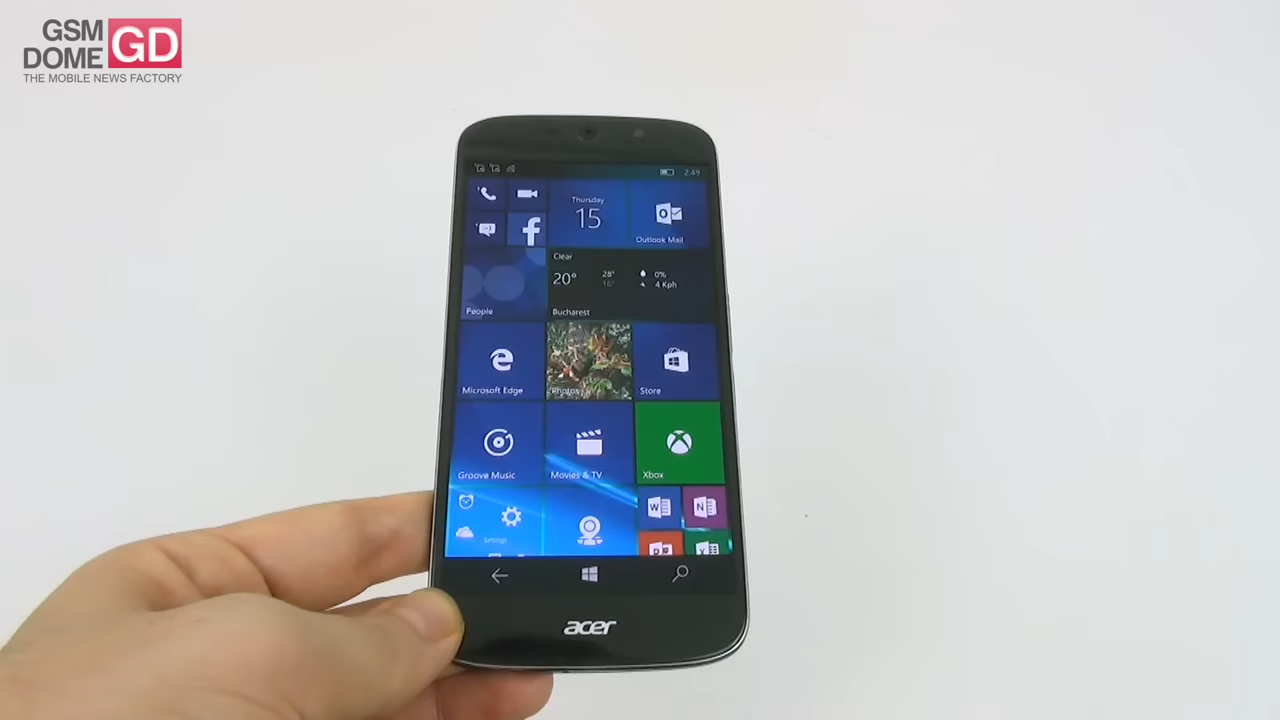 GSM
DOME GD
THE MOBILE NEWS FACTORY
2:49
Thursday
15
Outlook Mail
Clear
20°
28°
16°
0%
4 Kph
People
Bucharest
Microsoft Edge
Photos
Store
Groove Music
Movies & TV
Xbox
Settings
acer